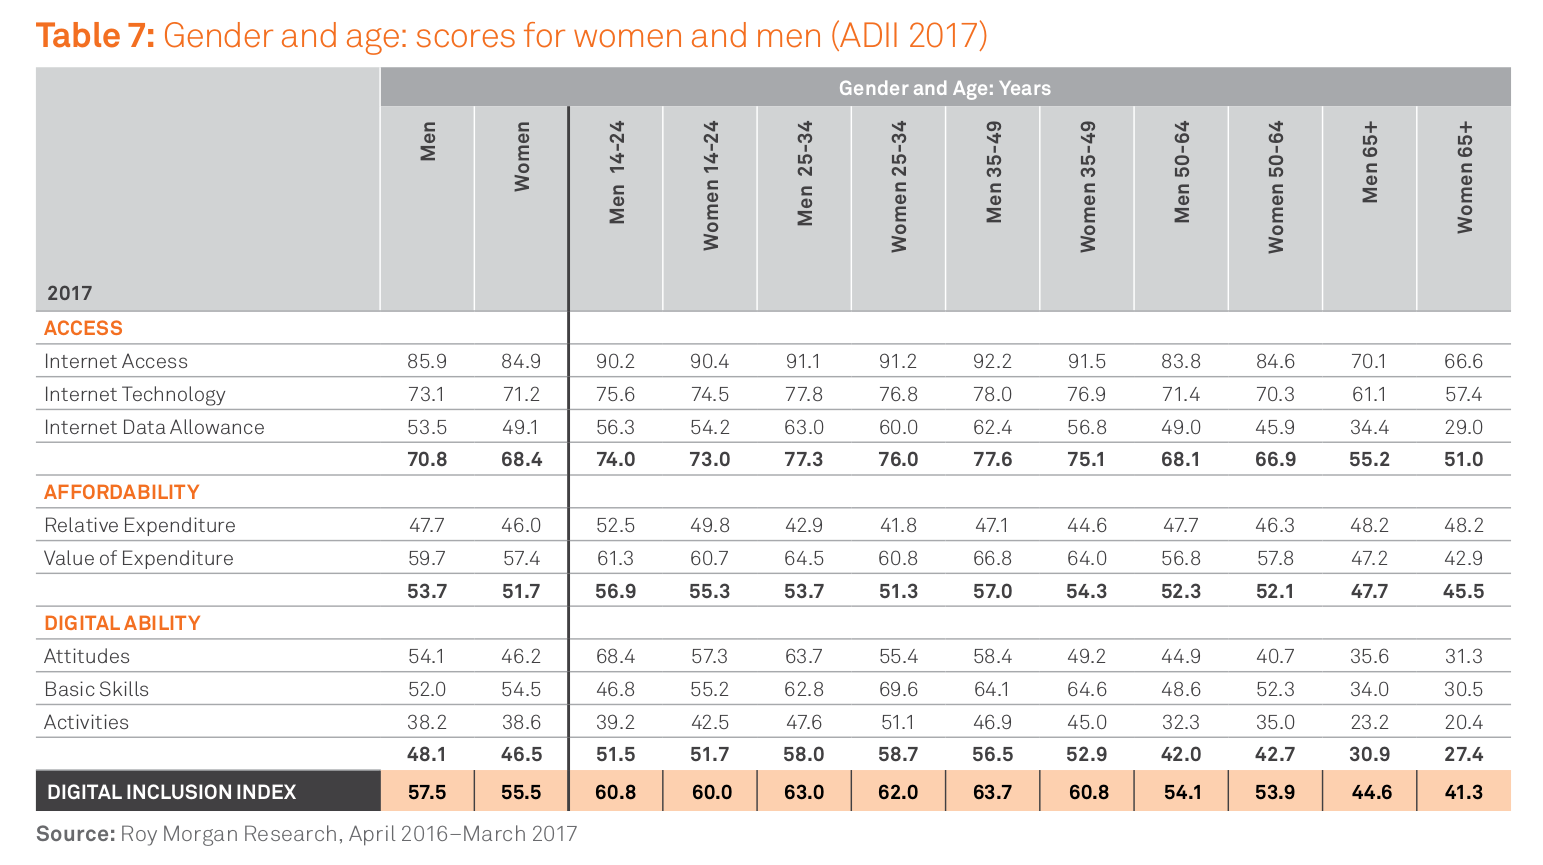 Table 7: Gender and age: scores for women and men (ADII 2017)
Gender and Age: Years
2017 Men Women Men 14-24 Women 14-24 Men 25-34 Women 25-34 Men 35-49 Women 35-49 Men 50-64 Women 50-64 Men 65+ Women 65+
ACCESS
Internet Access 85.9 84.9 90.2 90.4 91.1 91.2 92.2 91.5 83.8 84.6 70.1 66.6
Internet Technology 73.1 71.2 75.6 74.5 77.8 76.8 78.0 76.9 71.4 70.3 61.1 57.4
Internet Data Allowance 53.5 49.1 56.3 54.2 63.0 60.0 62.4 56.8 49.0 45.9 34.4 29.0
70.8 68.4 74.0 73.0 77.3 76.0 77.6 75.1 68.1 66.9 55.2 51.0
AFFORDABILITY
Relative Expenditure 47.7 46.0 52.5 49.8 42.9 41.8 47.1 44.6 47.7 46.3 48.2 48.2
Value of Expenditure 59.7 57.4 61.3 60.7 64.5 60.8 66.8 64.0 56.8 57.8 47.2 42.9
53.7 51.7 56.9 55.3 53.7 51.3 57.0 54.3 52.3 52.1 47.7 45.5
DIGITAL ABILITY
Attitudes 54.1 46.2 68.4 57.3 63.7 55.4 58.4 49.2 44.9 40.7 35.6 31.3
Basic Skills 52.0 54.5 46.8 55.2 62.8 69.6 64.1 64.6 48.6 52.3 34.0 30.5
Activities 38.2 38.6 39.2 42.5 47.6 51.1 46.9 45.0 32.3 35.0 23.2 20.4
48.1 46.5 51.5 51.7 58.0 58.7 56.5 52.9 42.0 42.7 30.9 27.4
DIGITAL INCLUSION INDEX 57.5 55.5 60.8 60.0 63.0 62.0 63.7 60.8 54.1 53.9 44.6 41.3
Source: Roy Morgan Research, April 2016–March 2017